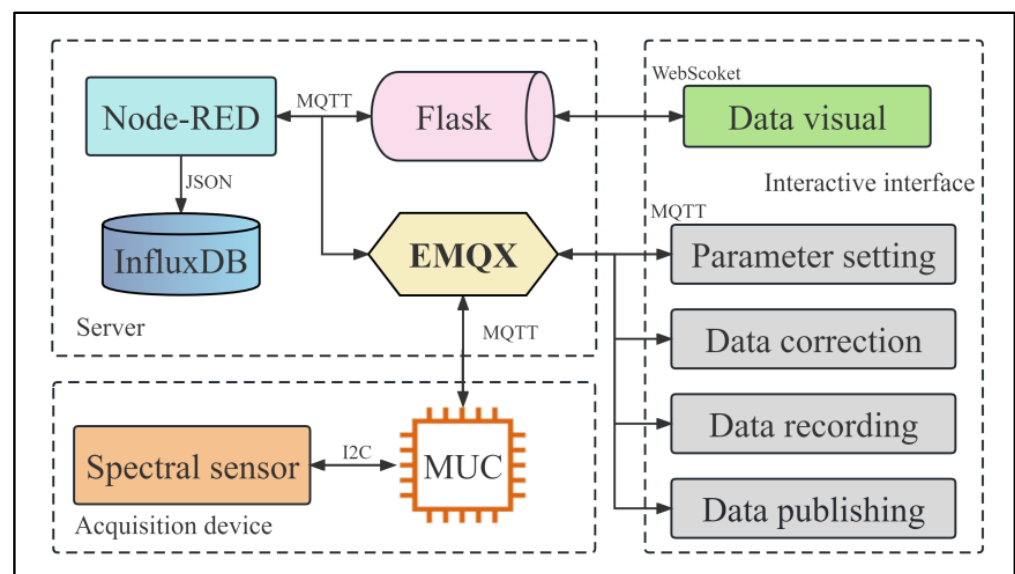 Node-RED
MQTT
Flask
JSON
InfluxDB
EMQX
Server
MQTT
Spectral sensor
I2C
MUC
Acquisition device
WebScoket
Data visual
Interactive interface
MQTT
Parameter setting
Data correction
Data recording
Data publishing